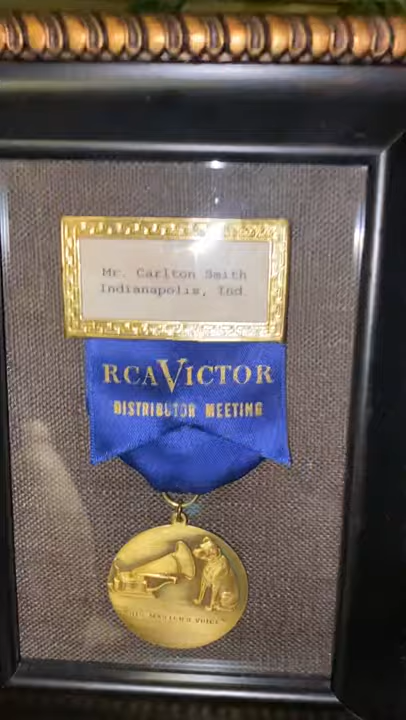 Mr. Carlton Smith
Indianapolis, Ind.
RCA VICTOR
DISTRIBUTOR MEETING
"HIS MASTER'S VOICE"